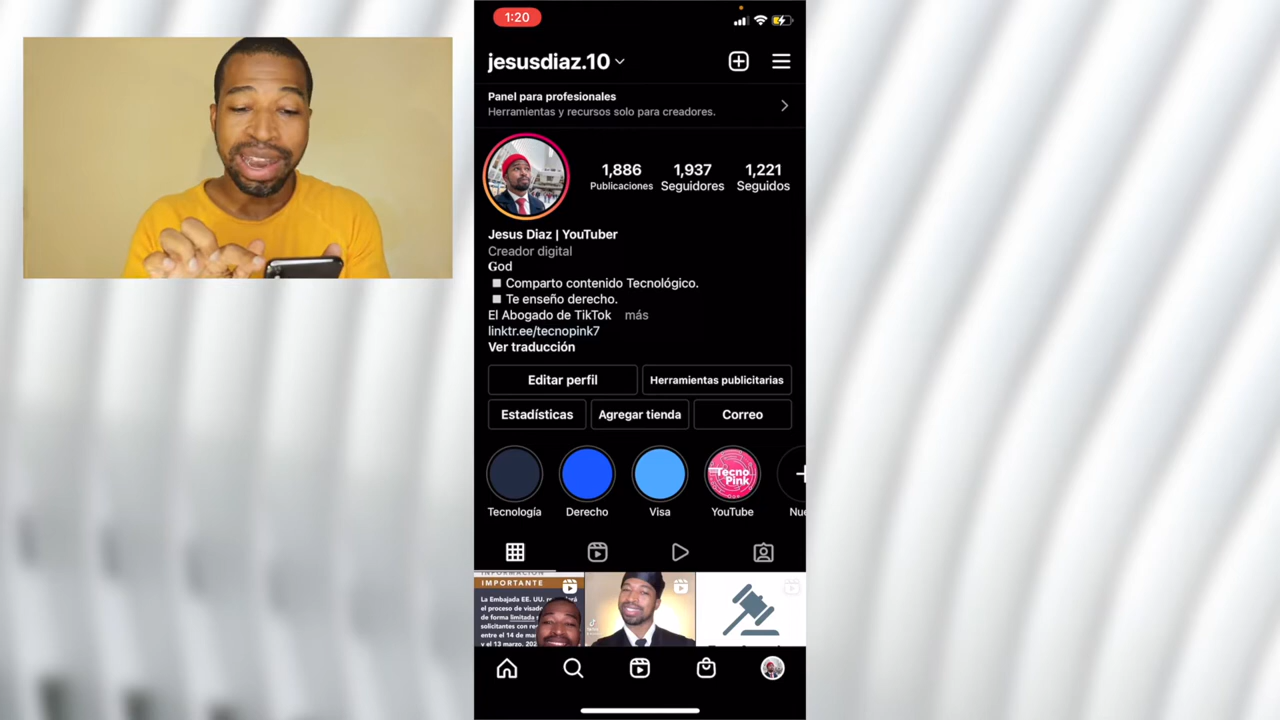 1:20
jesusdiaz.10
Panel para profesionales
Herramientas y recursos solo para creadores.
1,886 1,937 1,221
Publicaciones Seguidores Seguidos
Jesus Diaz | YouTuber
Creador digital
God
Comparto contenido Tecnológico.
Te enseño derecho.
El Abogado de TikTok más
linktr.ee/tecnopink7
Ver traducción
Editar perfil Herramientas publicitarias
Estadísticas Agregar tienda Correo
Tecno
Pink
Tecnología Derecho Visa YouTube Nue
INFORMACIÓN
IMPORTANTE
La Embajada EE. UU.
el proceso de visado
de forma limitada
solicitantes con
entre el 14 de
y el 13 marzo,